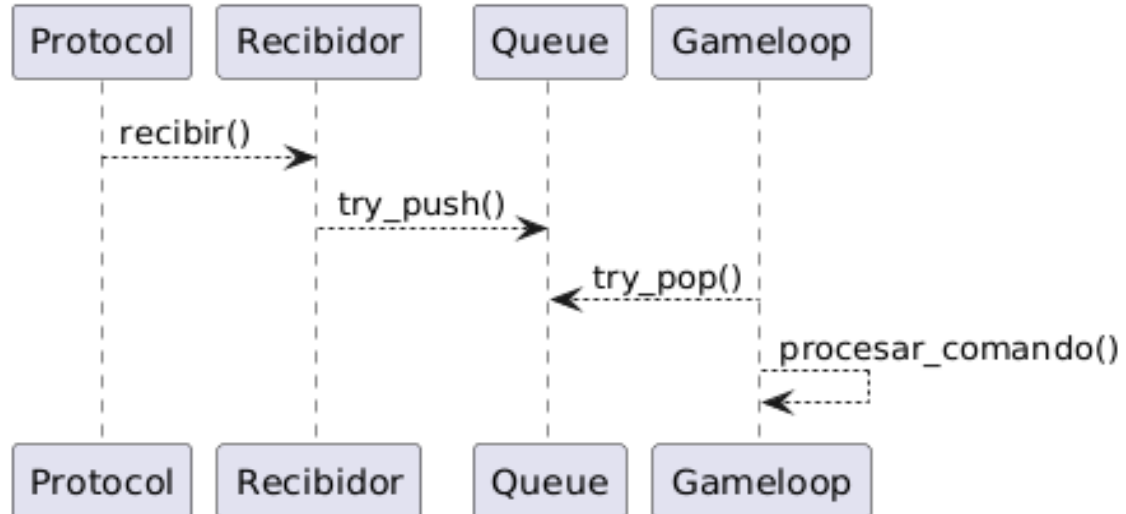 Protocol Recibidor Queue Gameloop
recibir()
try_push()
try_pop()
procesar_comando()
Protocol Recibidor Queue Gameloop